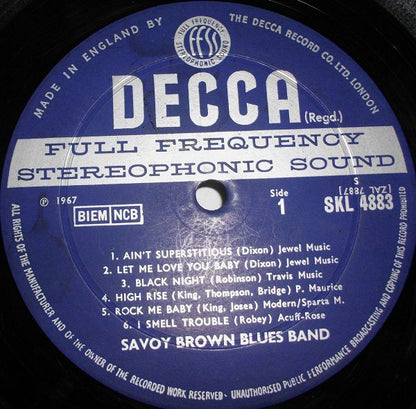 MADE IN ENGLAND BY THE DECCA RECORD CO. LTD. LONDON
FULL FREQUENCY STEREOPHONIC SOUND
FFSS
DECCA (Regd.)
FULL FREQUENCY
STEREOPHONIC SOUND
Ⓟ 1967
BIEM NCB
Side
1
S
(ZAL 7887)
SKL 4883
1. AIN'T SUPERSTITIOUS (Dixon) Jewel Music
2. LET ME LOVE YOU BABY (Dixon) Jewel Music
3. BLACK NIGHT (Robinson) Travis Music
4. HIGH RISE (King, Thompson, Bridge) P. Maurice
5. ROCK ME BABY (King, Josea) Modern/Sparta M.
6. I SMELL TROUBLE (Robey) Acuff-Rose
SAVOY BROWN BLUES BAND
ALL RIGHTS OF THE MANUFACTURER AND OF THE OWNER OF THE RECORDED WORK RESERVED · UNAUTHORISED PUBLIC PERFORMANCE BROADCASTING AND COPYING OF THIS RECORD PROHIBITED